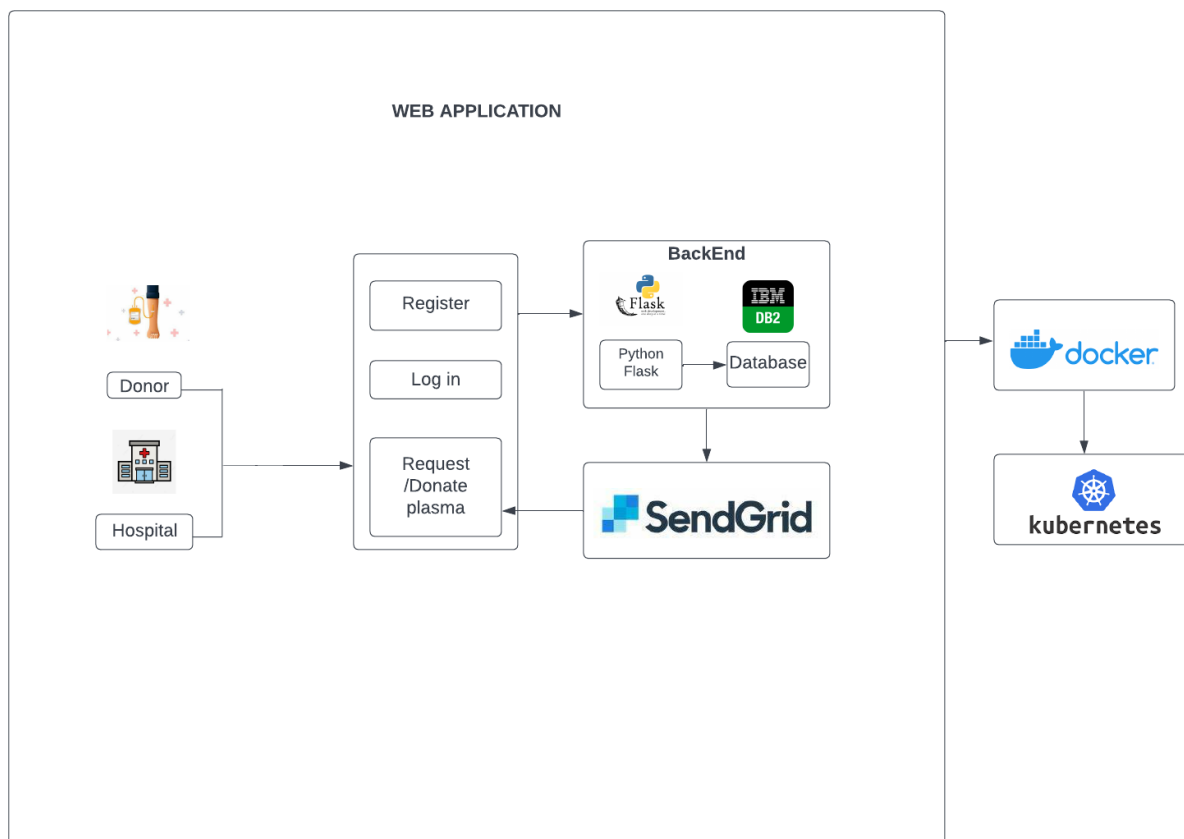 WEB APPLICATION
Donor
Hospital
Register
Log in
Request
/Donate
plasma
BackEnd
Flask
IBM
DB2
Python
Flask
Database
SendGrid
docker
kubernetes